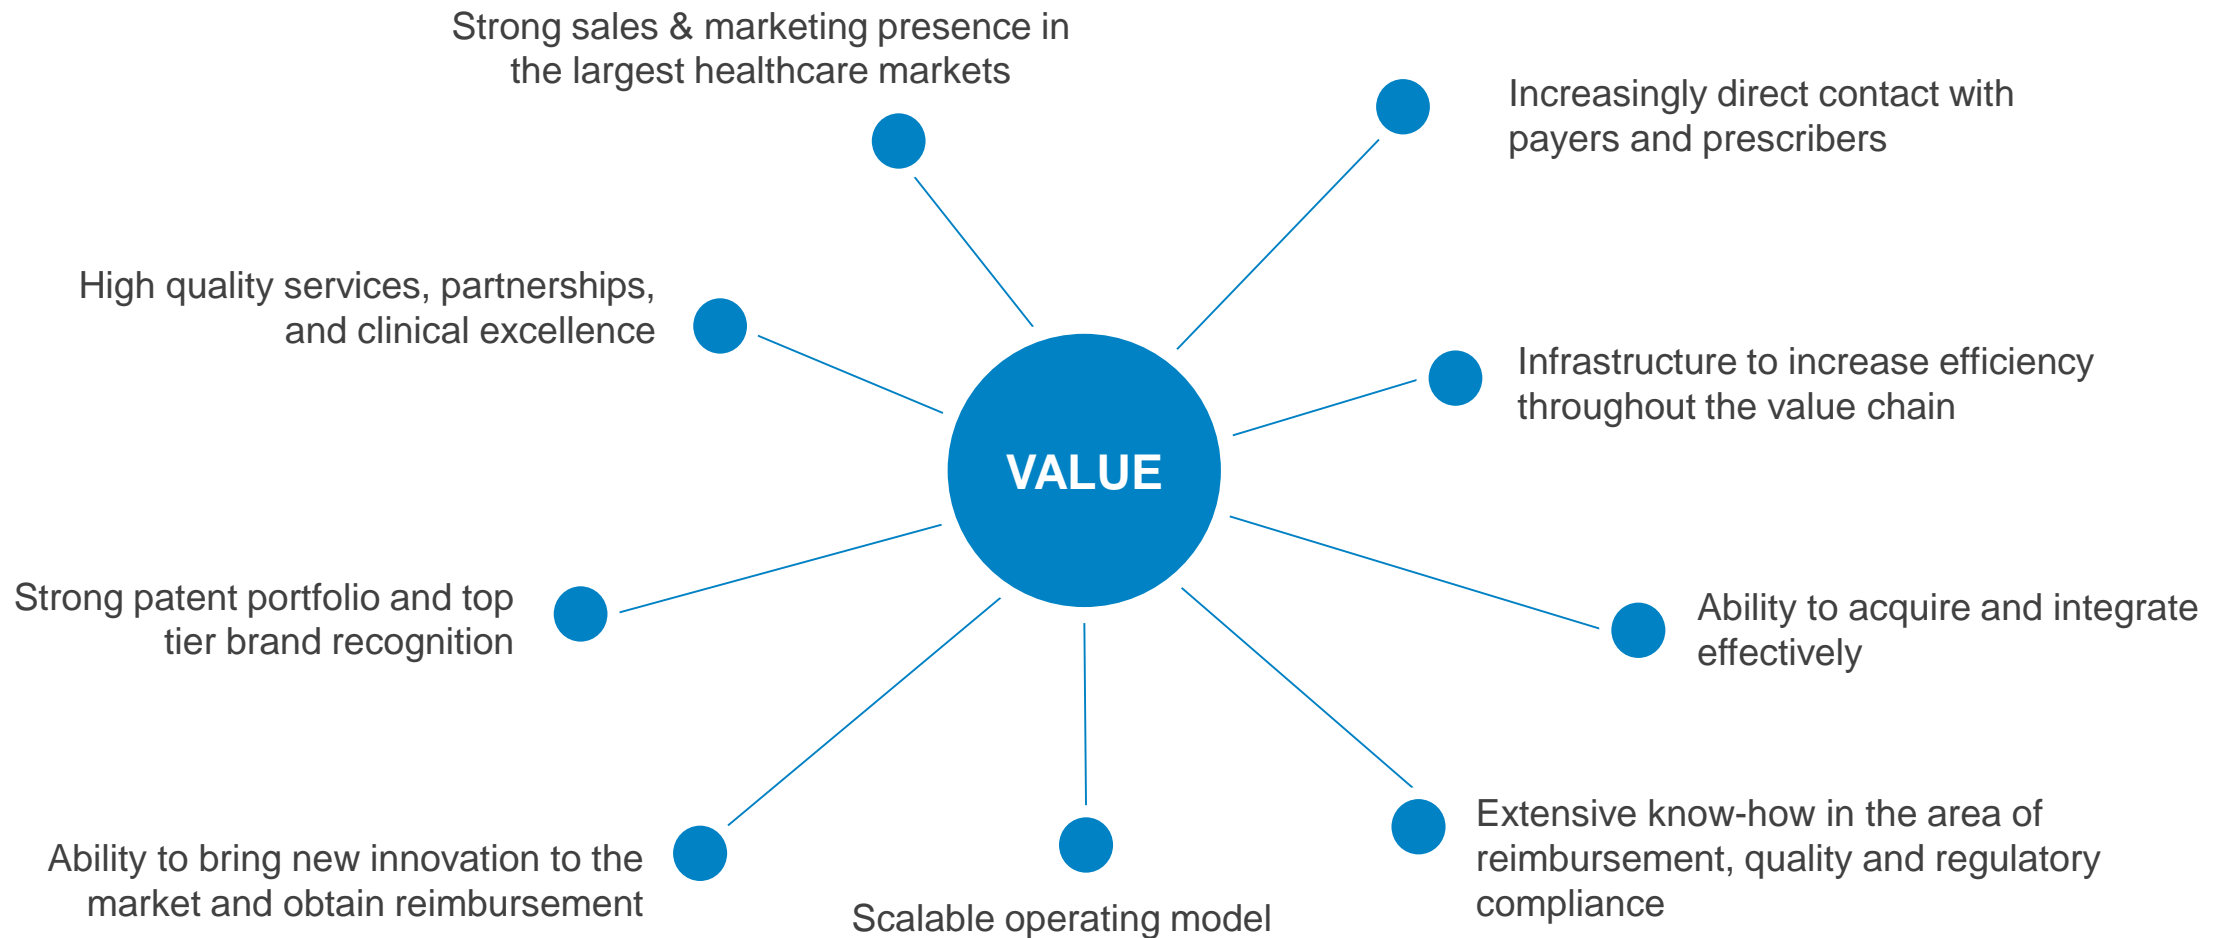 Strong sales & marketing presence in
the largest healthcare markets
Increasingly direct contact with
payers and prescribers
High quality services, partnerships,
and clinical excellence
Infrastructure to increase efficiency
throughout the value chain
VALUE
Strong patent portfolio and top
tier brand recognition
Ability to acquire and integrate
effectively
Ability to bring new innovation to the
market and obtain reimbursement
Scalable operating model
Extensive know-how in the area of
reimbursement, quality and regulatory
compliance